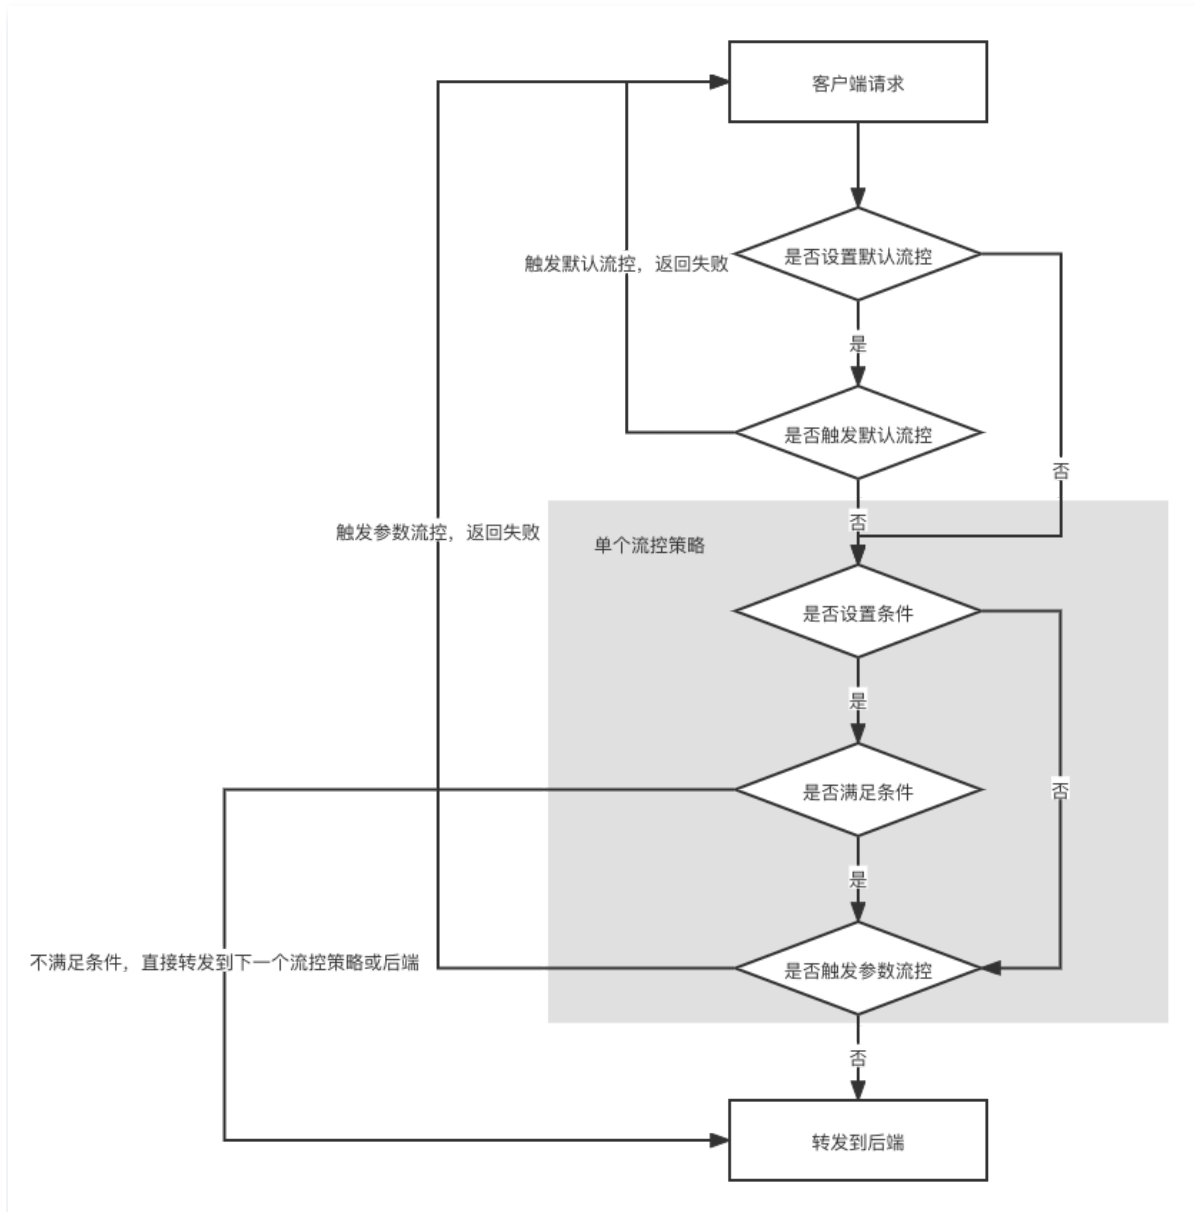 客户端请求
是否设置默认流控
触发默认流控，返回失败
是
是否触发默认流控
否
否
触发参数流控，返回失败
单个流控策略
是否设置条件
是
是否满足条件
否
是
不满足条件，直接转发到下一个流控策略或后端
是否触发参数流控
否
转发到后端